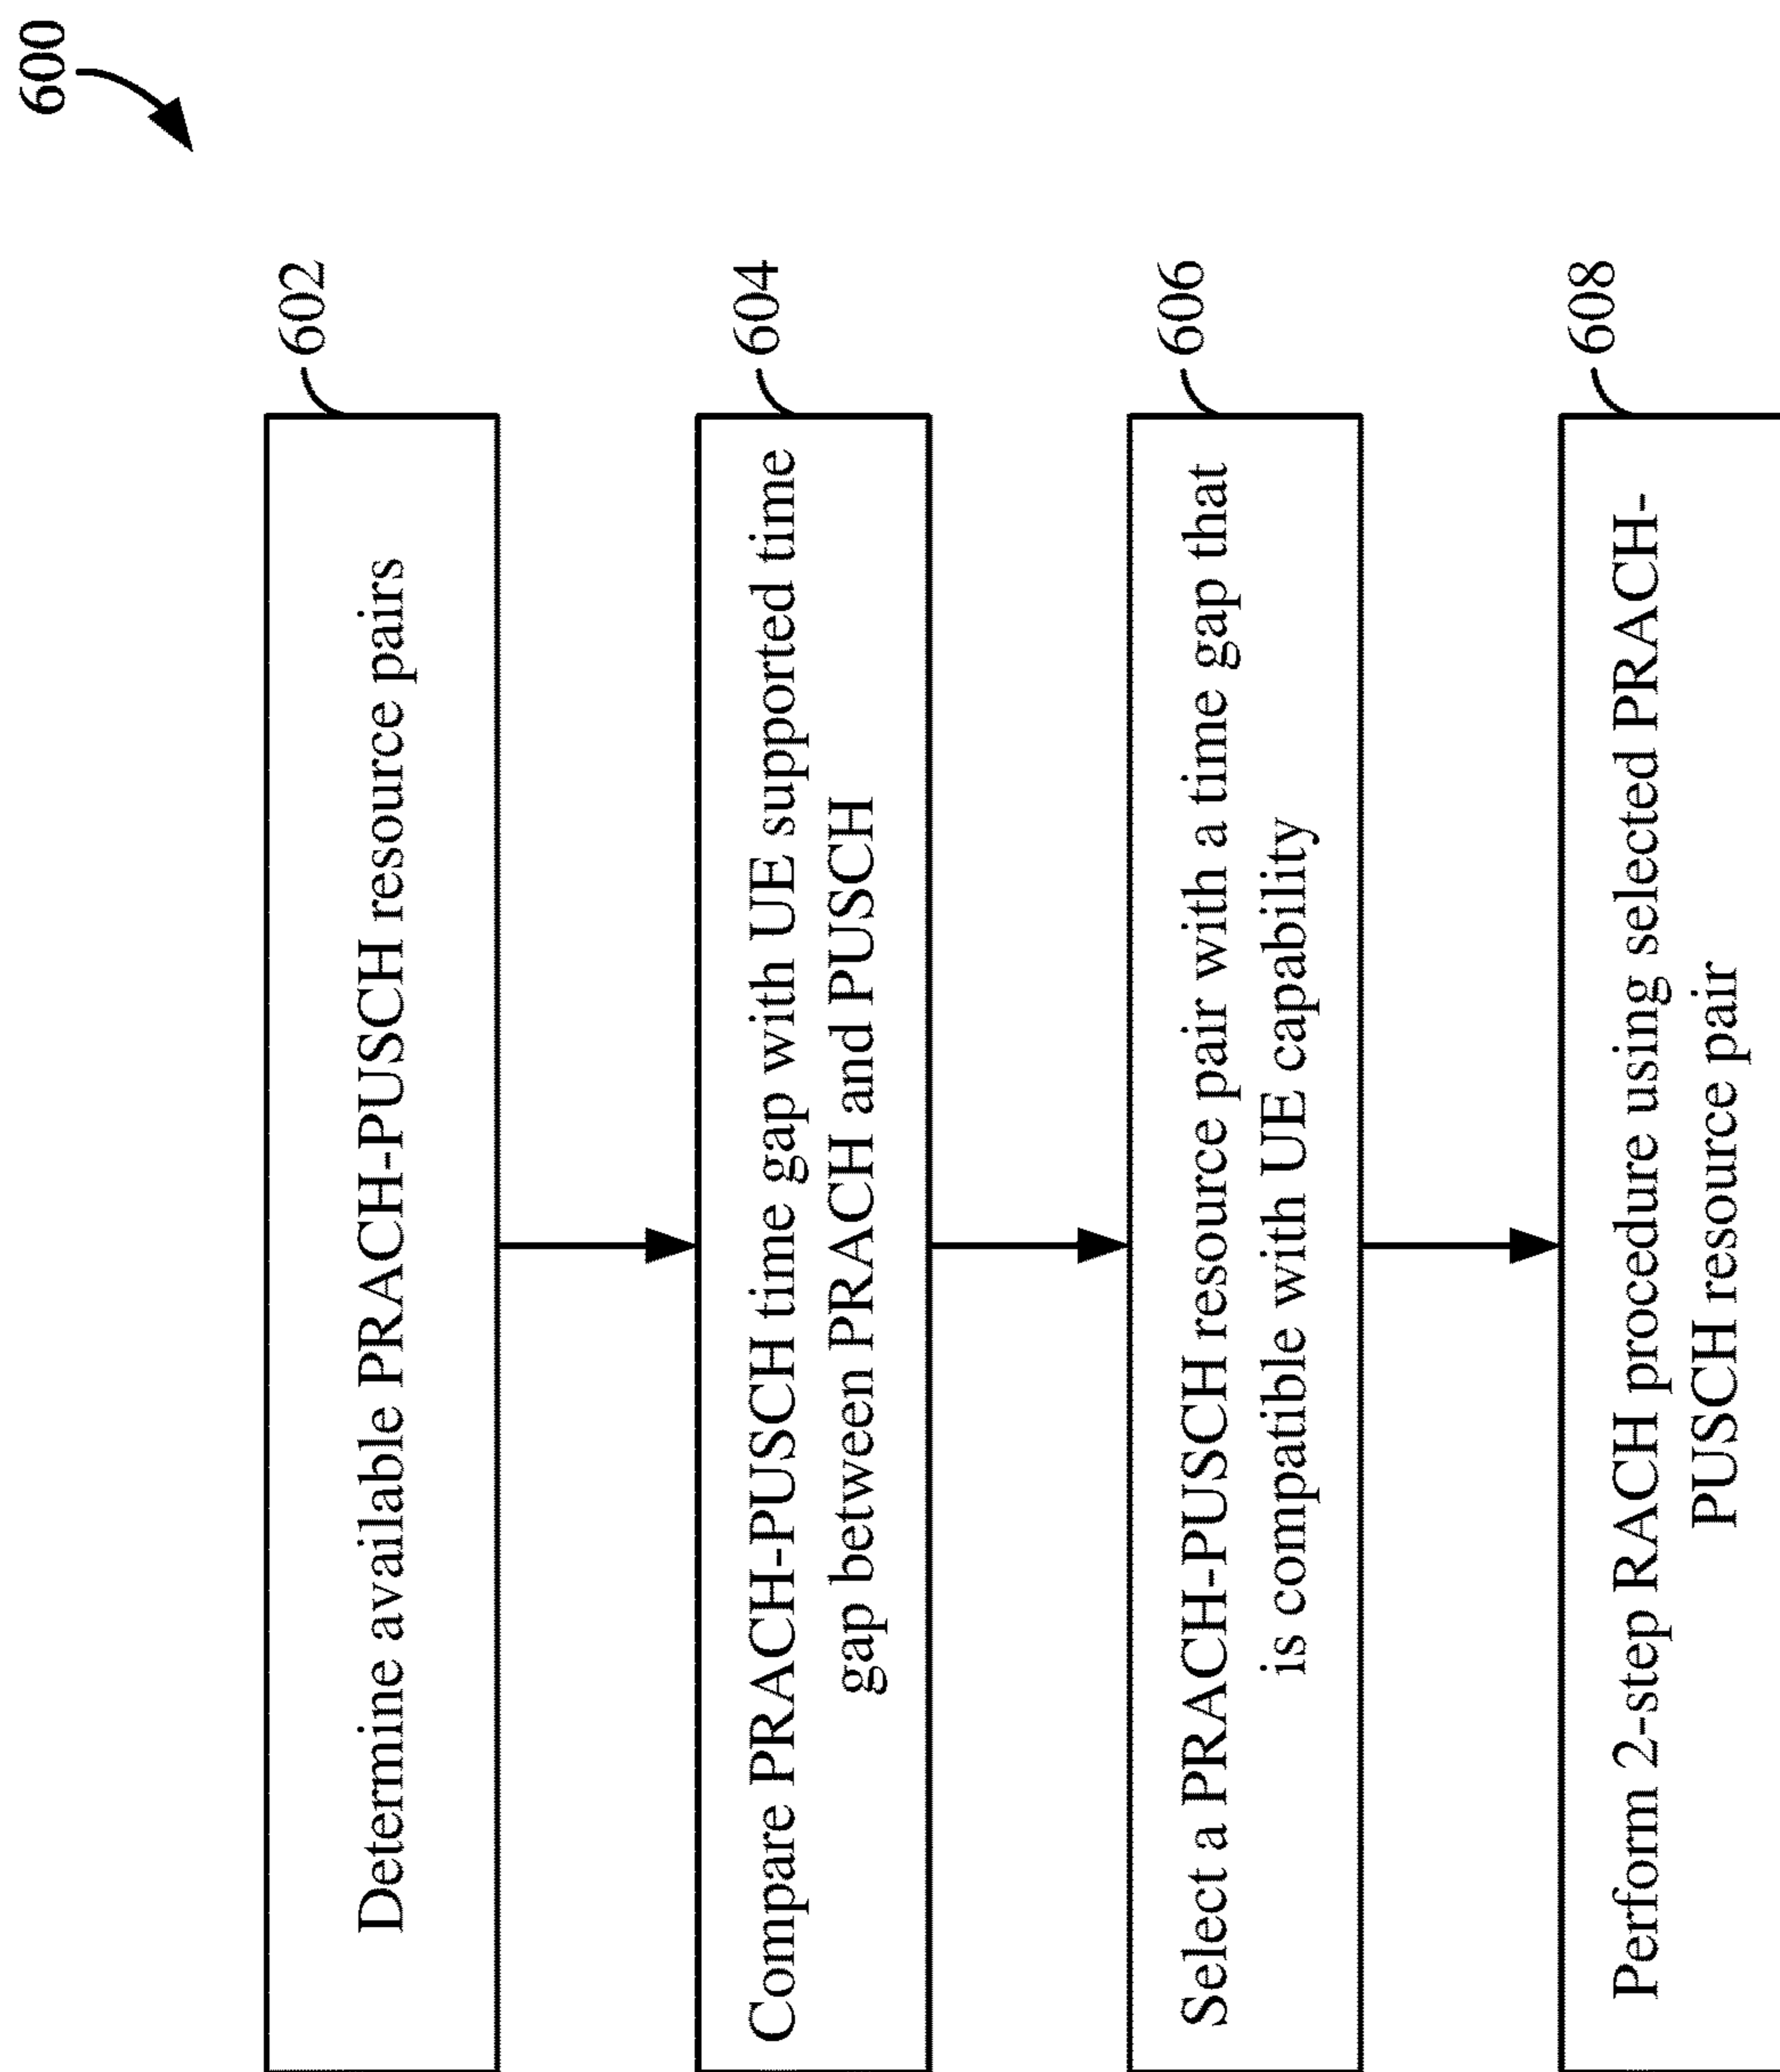 600
602
Determine available PRACH-PUSCH resource pairs
604
Compare PRACH-PUSCH time gap with UE supported time
gap between PRACH and PUSCH
606
Select a PRACH-PUSCH resource pair with a time gap that
is compatible with UE capability
608
Perform 2-step RACH procedure using selected PRACH-
PUSCH resource pair